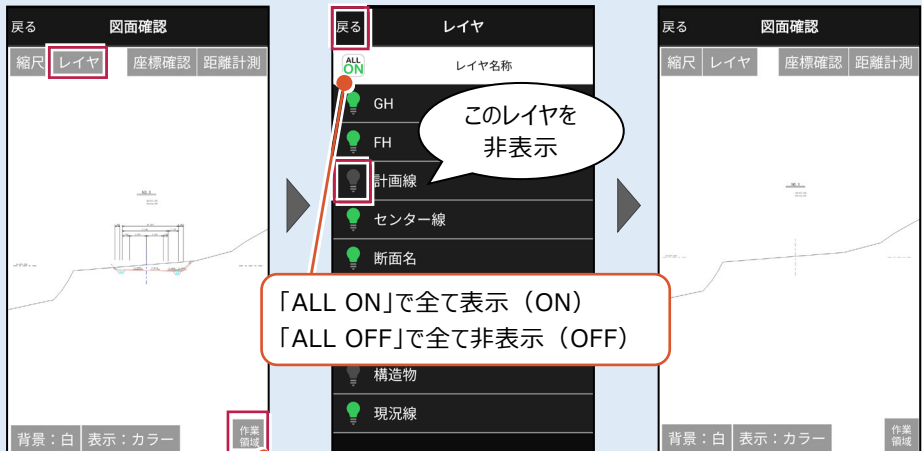 戻る
図面確認
縮尺
レイヤ
座標確認
距離計測
背景：白
表示：カラー
作業
領域
戻る
レイヤ
ALL
ON
レイヤ名称
GH
FH
計画線
センター線
断面名
構造物
現況線
このレイヤを
非表示
「ALL ON」で全て表示（ON）
「ALL OFF」で全て非表示（OFF）
戻る
図面確認
縮尺
レイヤ
座標確認
距離計測
背景：白
表示：カラー
作業
領域